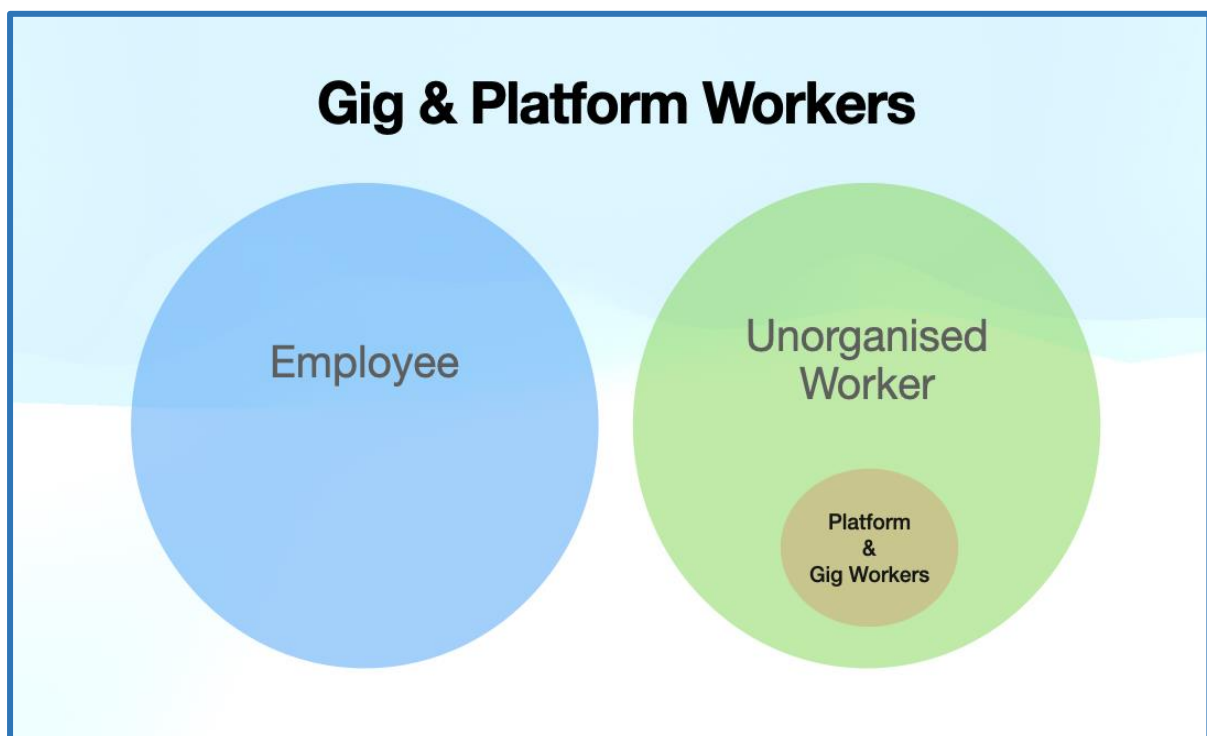 Gig & Platform Workers
Employee
Unorganised
Worker
Platform
&
Gig Workers